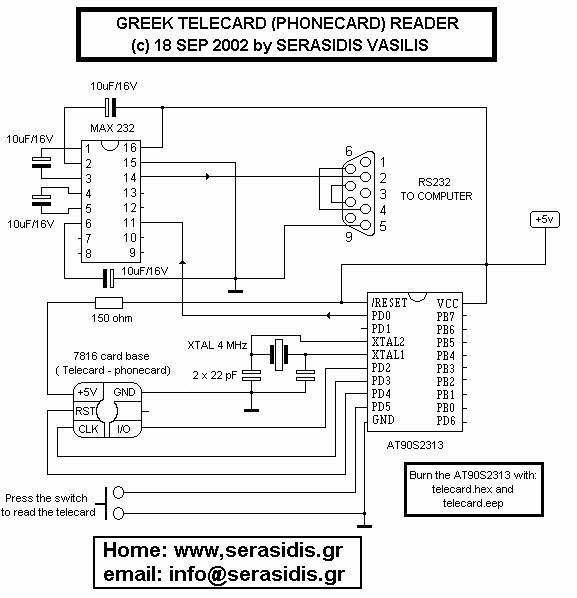 GREEK TELECARD (PHONECARD) READER
(c) 18 SEP 2002 by SERASIDIS VASILIS
10uF/16V
MAX 232
10uF/16V
10uF/16V
1 16
2 15
3 14
4 13
5 12
6 11
7 10
8 9
10uF/16V
6
1
2
3
4
5
9
RS232
TO COMPUTER
+5v
150 ohm
/RESET VCC
PD0 PB7
PD1 PB6
XTAL2 PB5
XTAL1 PB4
PD2 PB3
PD3 PB2
PD4 PB1
PD5 PB0
GND PD6
AT90S2313
XTAL 4 MHz
2 x 22 pF
7816 card base
( Telecard - phonecard)
+5V GND
RST
CLK I/O
Burn the AT90S2313 with:
telecard.hex and
telecard.eep
Press the switch
to read the telecard
Home: www,serasidis.gr
email: info@serasidis.gr